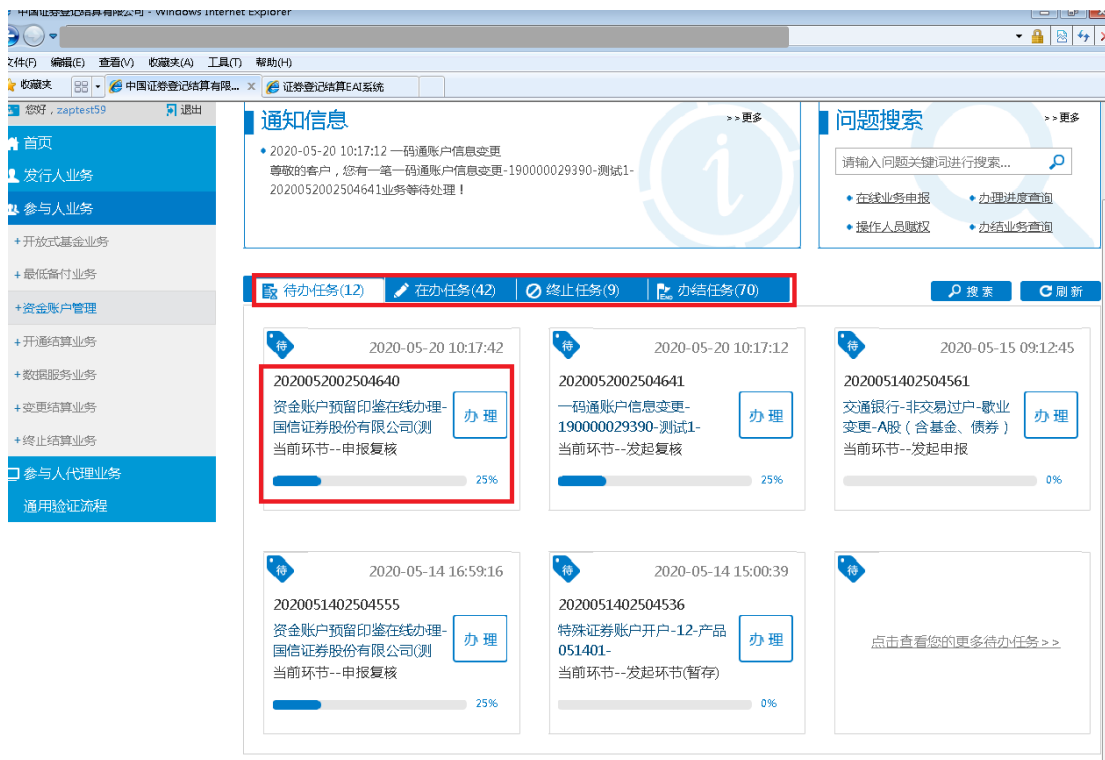 中国证券登记结算有限公司 - Windows Internet Explorer
文件(F) 编辑(E) 查看(V) 收藏夹(A) 工具(T) 帮助(H)
收藏夹 中国证券登记结算有限... x 证券登记结算EAI系统
您好，zaptest59 退出
首页
发行人业务
参与人业务
+开放式基金业务
+最低备付业务
+资金账户管理
+开通结算业务
+数据服务业务
+变更结算业务
+终止结算业务
参与人代理业务
通用验证流程
通知信息 >>更多
2020-05-20 10:17:12 一码通账户信息变更
尊敬的客户，您有一笔一码通账户信息变更-190000029390-测试1-
2020052002504641业务等待处理！
问题搜索 >>更多
请输入问题关键词进行搜索...
在线业务申报 办理进度查询
操作人员赋权 办结业务查询
待办任务(12) 在办任务(42) 终止任务(9) 办结任务(70) 搜索 刷新
待 2020-05-20 10:17:42
2020052002504640
资金账户预留印鉴在线办理-
国信证券股份有限公司(测
办理
当前环节--申报复核
25%
待 2020-05-20 10:17:12
2020052002504641
一码通账户信息变更-
190000029390-测试1-
办理
当前环节--发起复核
25%
待 2020-05-15 09:12:45
2020051402504561
交通银行-非交易过户-歇业
变更-A股（含基金、债券）
办理
当前环节--发起申报
0%
待 2020-05-14 16:59:16
2020051402504555
资金账户预留印鉴在线办理-
国信证券股份有限公司(测
办理
当前环节--申报复核
25%
待 2020-05-14 15:00:39
2020051402504536
特殊证券账户开户-12-产品
051401-
办理
当前环节--发起环节(暂存)
0%
待
点击查看您的更多待办任务>>